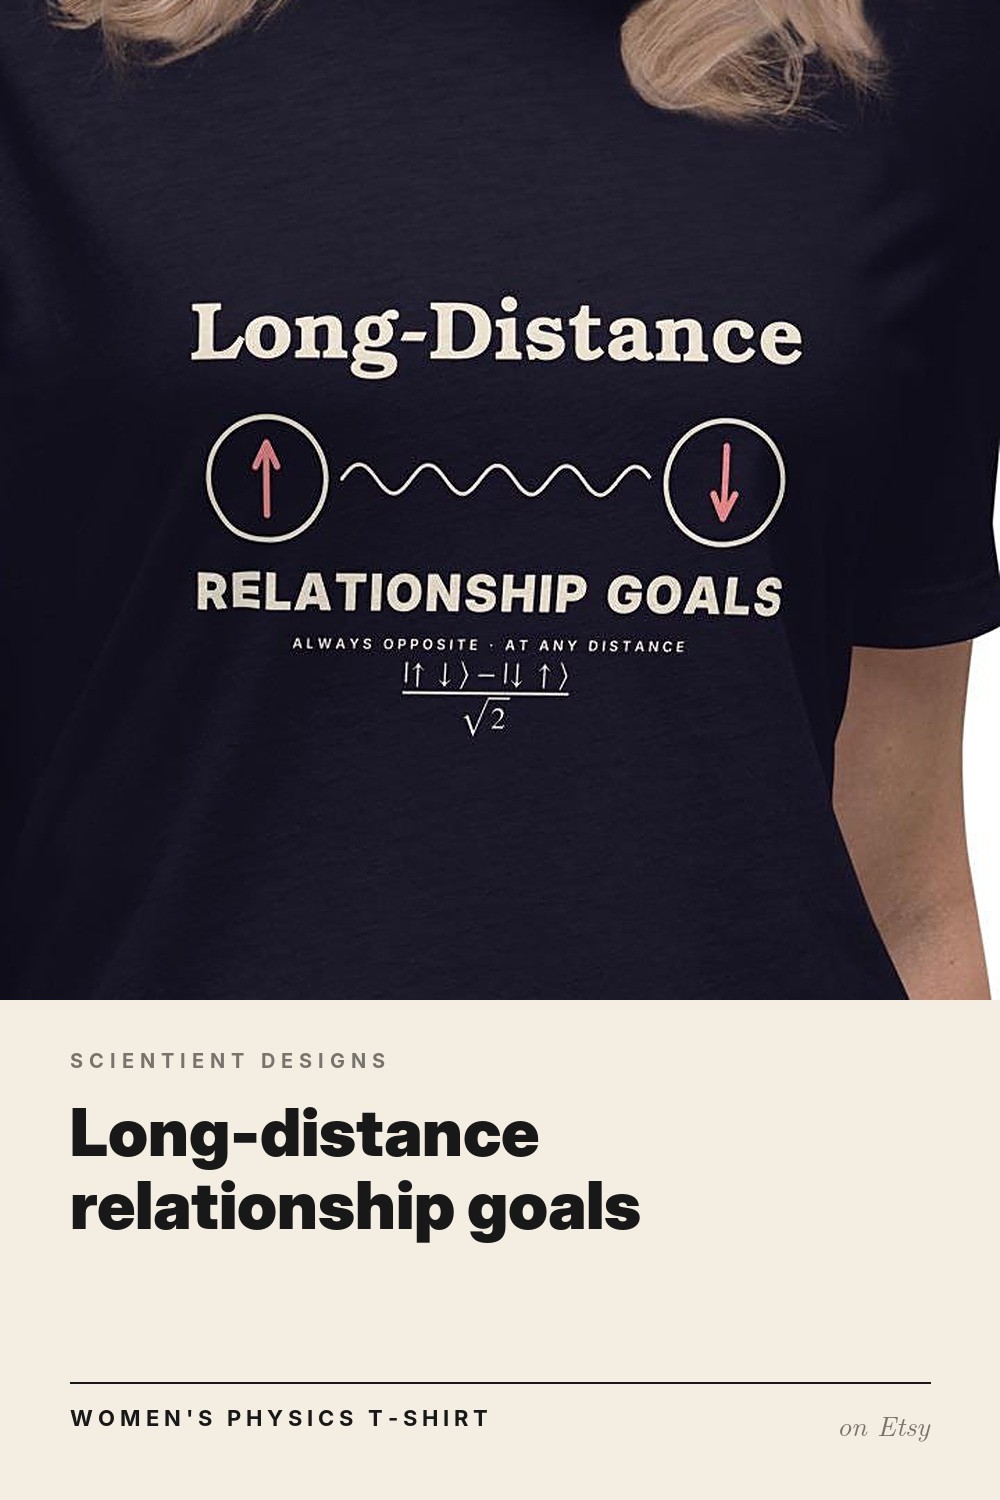 Long-Distance
↑ ↓
RELATIONSHIP GOALS
ALWAYS OPPOSITE · AT ANY DISTANCE
|↑ ↓⟩ – |↓ ↑⟩
√2
SCIENTIENT DESIGNS
Long-distance
relationship goals
WOMEN'S PHYSICS T-SHIRT
on Etsy